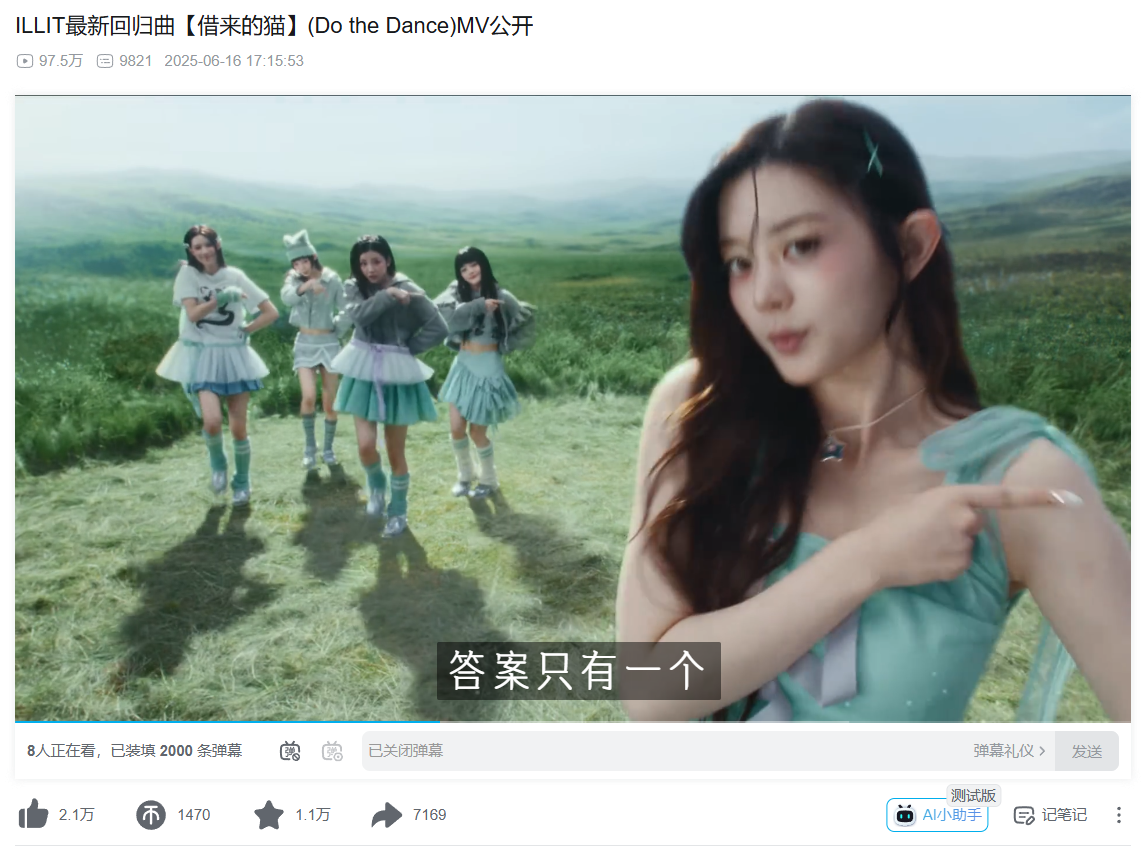 ILLIT最新回归曲【借来的猫】(Do the Dance)MV公开
97.5万 9821 2025-06-16 17:15:53
答案只有一个
8人正在看，已装填 2000 条弹幕 弹 弹 已关闭弹幕 弹幕礼仪 发送
测试版
2.1万 1470 1.1万 7169 AI小助手 记笔记